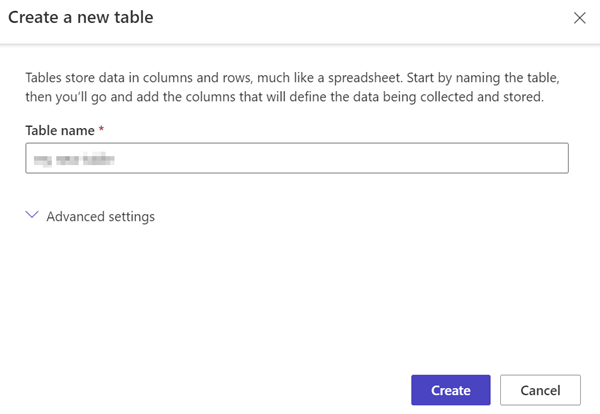 Create a new table
Tables store data in columns and rows, much like a spreadsheet. Start by naming the table,
then you'll go and add the columns that will define the data being collected and stored.
Table name *
Advanced settings
Create
Cancel